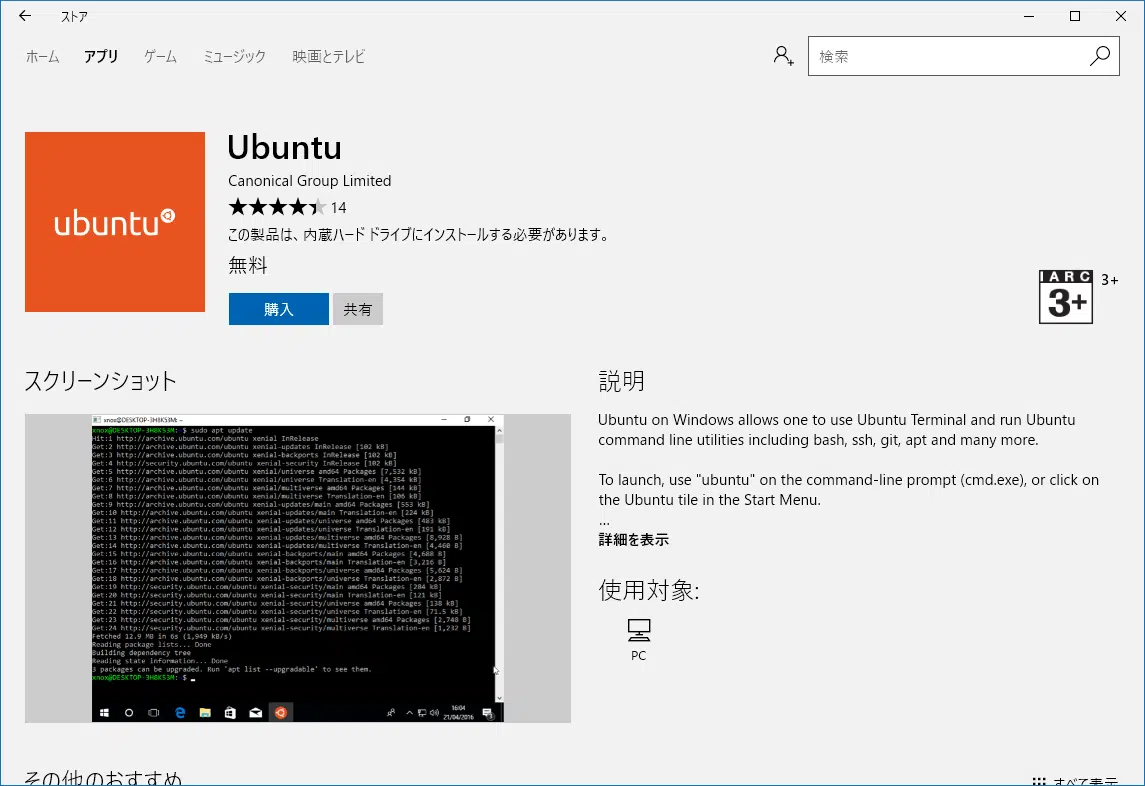 ストア
ホーム アプリ ゲーム ミュージック 映画とテレビ
検索
ubuntu
Ubuntu
Canonical Group Limited
14
この製品は、内蔵ハード ドライブにインストールする必要があります。
無料
購入 共有
IARC
3+
3+
スクリーンショット
xnox@DESKTOP-3H8KS3M: ~
xnox@DESKTOP-3H8KS3M: $ sudo apt update
Hit:1 http://archive.ubuntu.com/ubuntu xenial InRelease
Get:2 http://archive.ubuntu.com/ubuntu xenial-updates InRelease [102 kB]
Get:3 http://archive.ubuntu.com/ubuntu xenial-backports InRelease [102 kB]
Get:4 http://security.ubuntu.com/ubuntu xenial-security InRelease [102 kB]
Get:5 http://archive.ubuntu.com/ubuntu xenial/universe amd64 Packages [7,532 kB]
Get:6 http://archive.ubuntu.com/ubuntu xenial/universe Translation-en [4,354 kB]
Get:7 http://archive.ubuntu.com/ubuntu xenial/multiverse amd64 Packages [144 kB]
Get:8 http://archive.ubuntu.com/ubuntu xenial/multiverse Translation-en [106 kB]
Get:9 http://archive.ubuntu.com/ubuntu xenial-updates/main amd64 Packages [553 kB]
Get:10 http://archive.ubuntu.com/ubuntu xenial-updates/main Translation-en [224 kB]
Get:11 http://archive.ubuntu.com/ubuntu xenial-updates/universe amd64 Packages [483 kB]
Get:12 http://archive.ubuntu.com/ubuntu xenial-updates/universe Translation-en [191 kB]
Get:13 http://archive.ubuntu.com/ubuntu xenial-updates/multiverse amd64 Packages [8,928 B]
Get:14 http://archive.ubuntu.com/ubuntu xenial-updates/multiverse Translation-en [4,460 B]
Get:15 http://archive.ubuntu.com/ubuntu xenial-backports/main amd64 Packages [4,688 B]
Get:16 http://archive.ubuntu.com/ubuntu xenial-backports/main Translation-en [3,216 B]
Get:17 http://archive.ubuntu.com/ubuntu xenial-backports/universe amd64 Packages [5,624 B]
Get:18 http://archive.ubuntu.com/ubuntu xenial-backports/universe Translation-en [2,872 B]
Get:19 http://security.ubuntu.com/ubuntu xenial-security/main amd64 Packages [284 kB]
Get:20 http://security.ubuntu.com/ubuntu xenial-security/main Translation-en [121 kB]
Get:21 http://security.ubuntu.com/ubuntu xenial-security/universe amd64 Packages [138 kB]
Get:22 http://security.ubuntu.com/ubuntu xenial-security/universe Translation-en [71.5 kB]
Get:23 http://security.ubuntu.com/ubuntu xenial-security/multiverse amd64 Packages [2,748 B]
Get:24 http://security.ubuntu.com/ubuntu xenial-security/multiverse Translation-en [1,232 B]
Fetched 12.9 MB in 6s (1,949 kB/s)
Reading package lists... Done
Building dependency tree
Reading state information... Done
3 packages can be upgraded. Run 'apt list --upgradable' to see them.
xnox@DESKTOP-3H8KS3M: $
16:04
21/04/2016
説明
Ubuntu on Windows allows one to use Ubuntu Terminal and run Ubuntu
command line utilities including bash, ssh, git, apt and many more.
To launch, use "ubuntu" on the command-line prompt (cmd.exe), or click on
the Ubuntu tile in the Start Menu.
...
詳細を表示
使用対象:
PC
その他のおすすめ
すべて表示